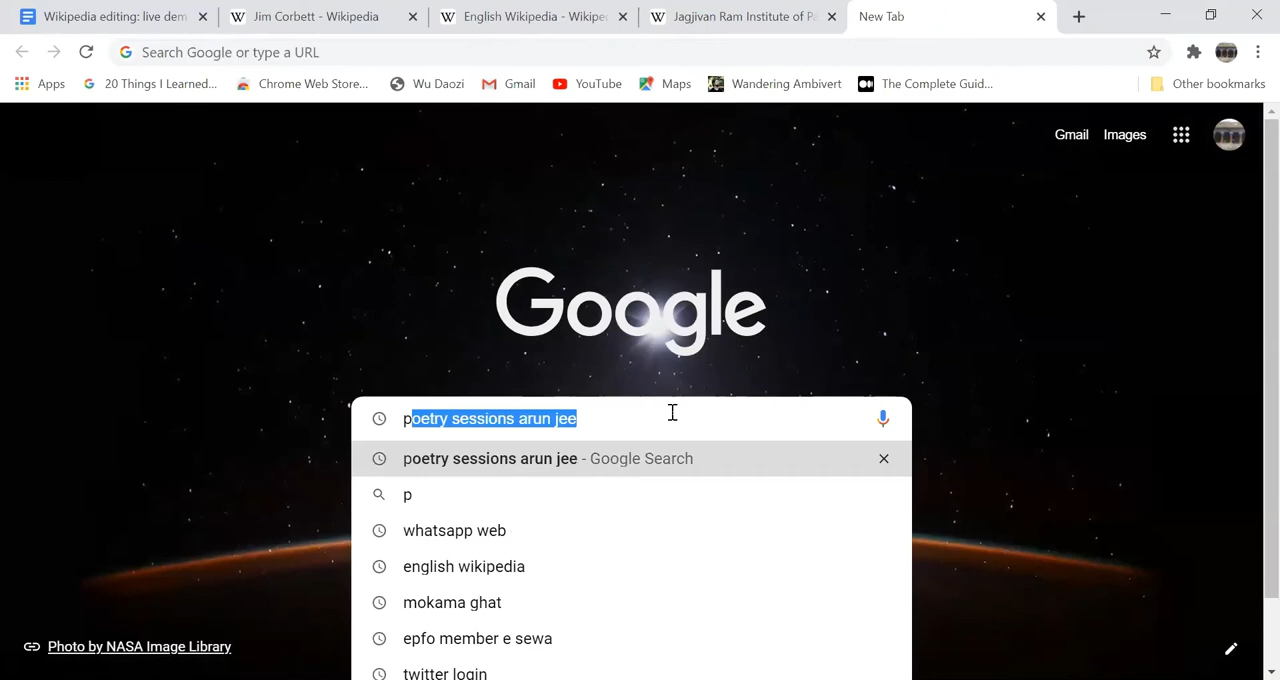 Wikipedia editing: live dem
Jim Corbett - Wikipedia
English Wikipedia - Wikipe
Jagjivan Ram Institute of Pa
New Tab
Search Google or type a URL
Apps
20 Things I Learned...
Chrome Web Store...
Wu Daozi
Gmail
YouTube
Maps
Wandering Ambivert
The Complete Guid...
Other bookmarks
Gmail
Images
Google
poetry sessions arun jee
poetry sessions arun jee - Google Search
p
whatsapp web
english wikipedia
mokama ghat
epfo member e sewa
twitter login
Photo by NASA Image Library